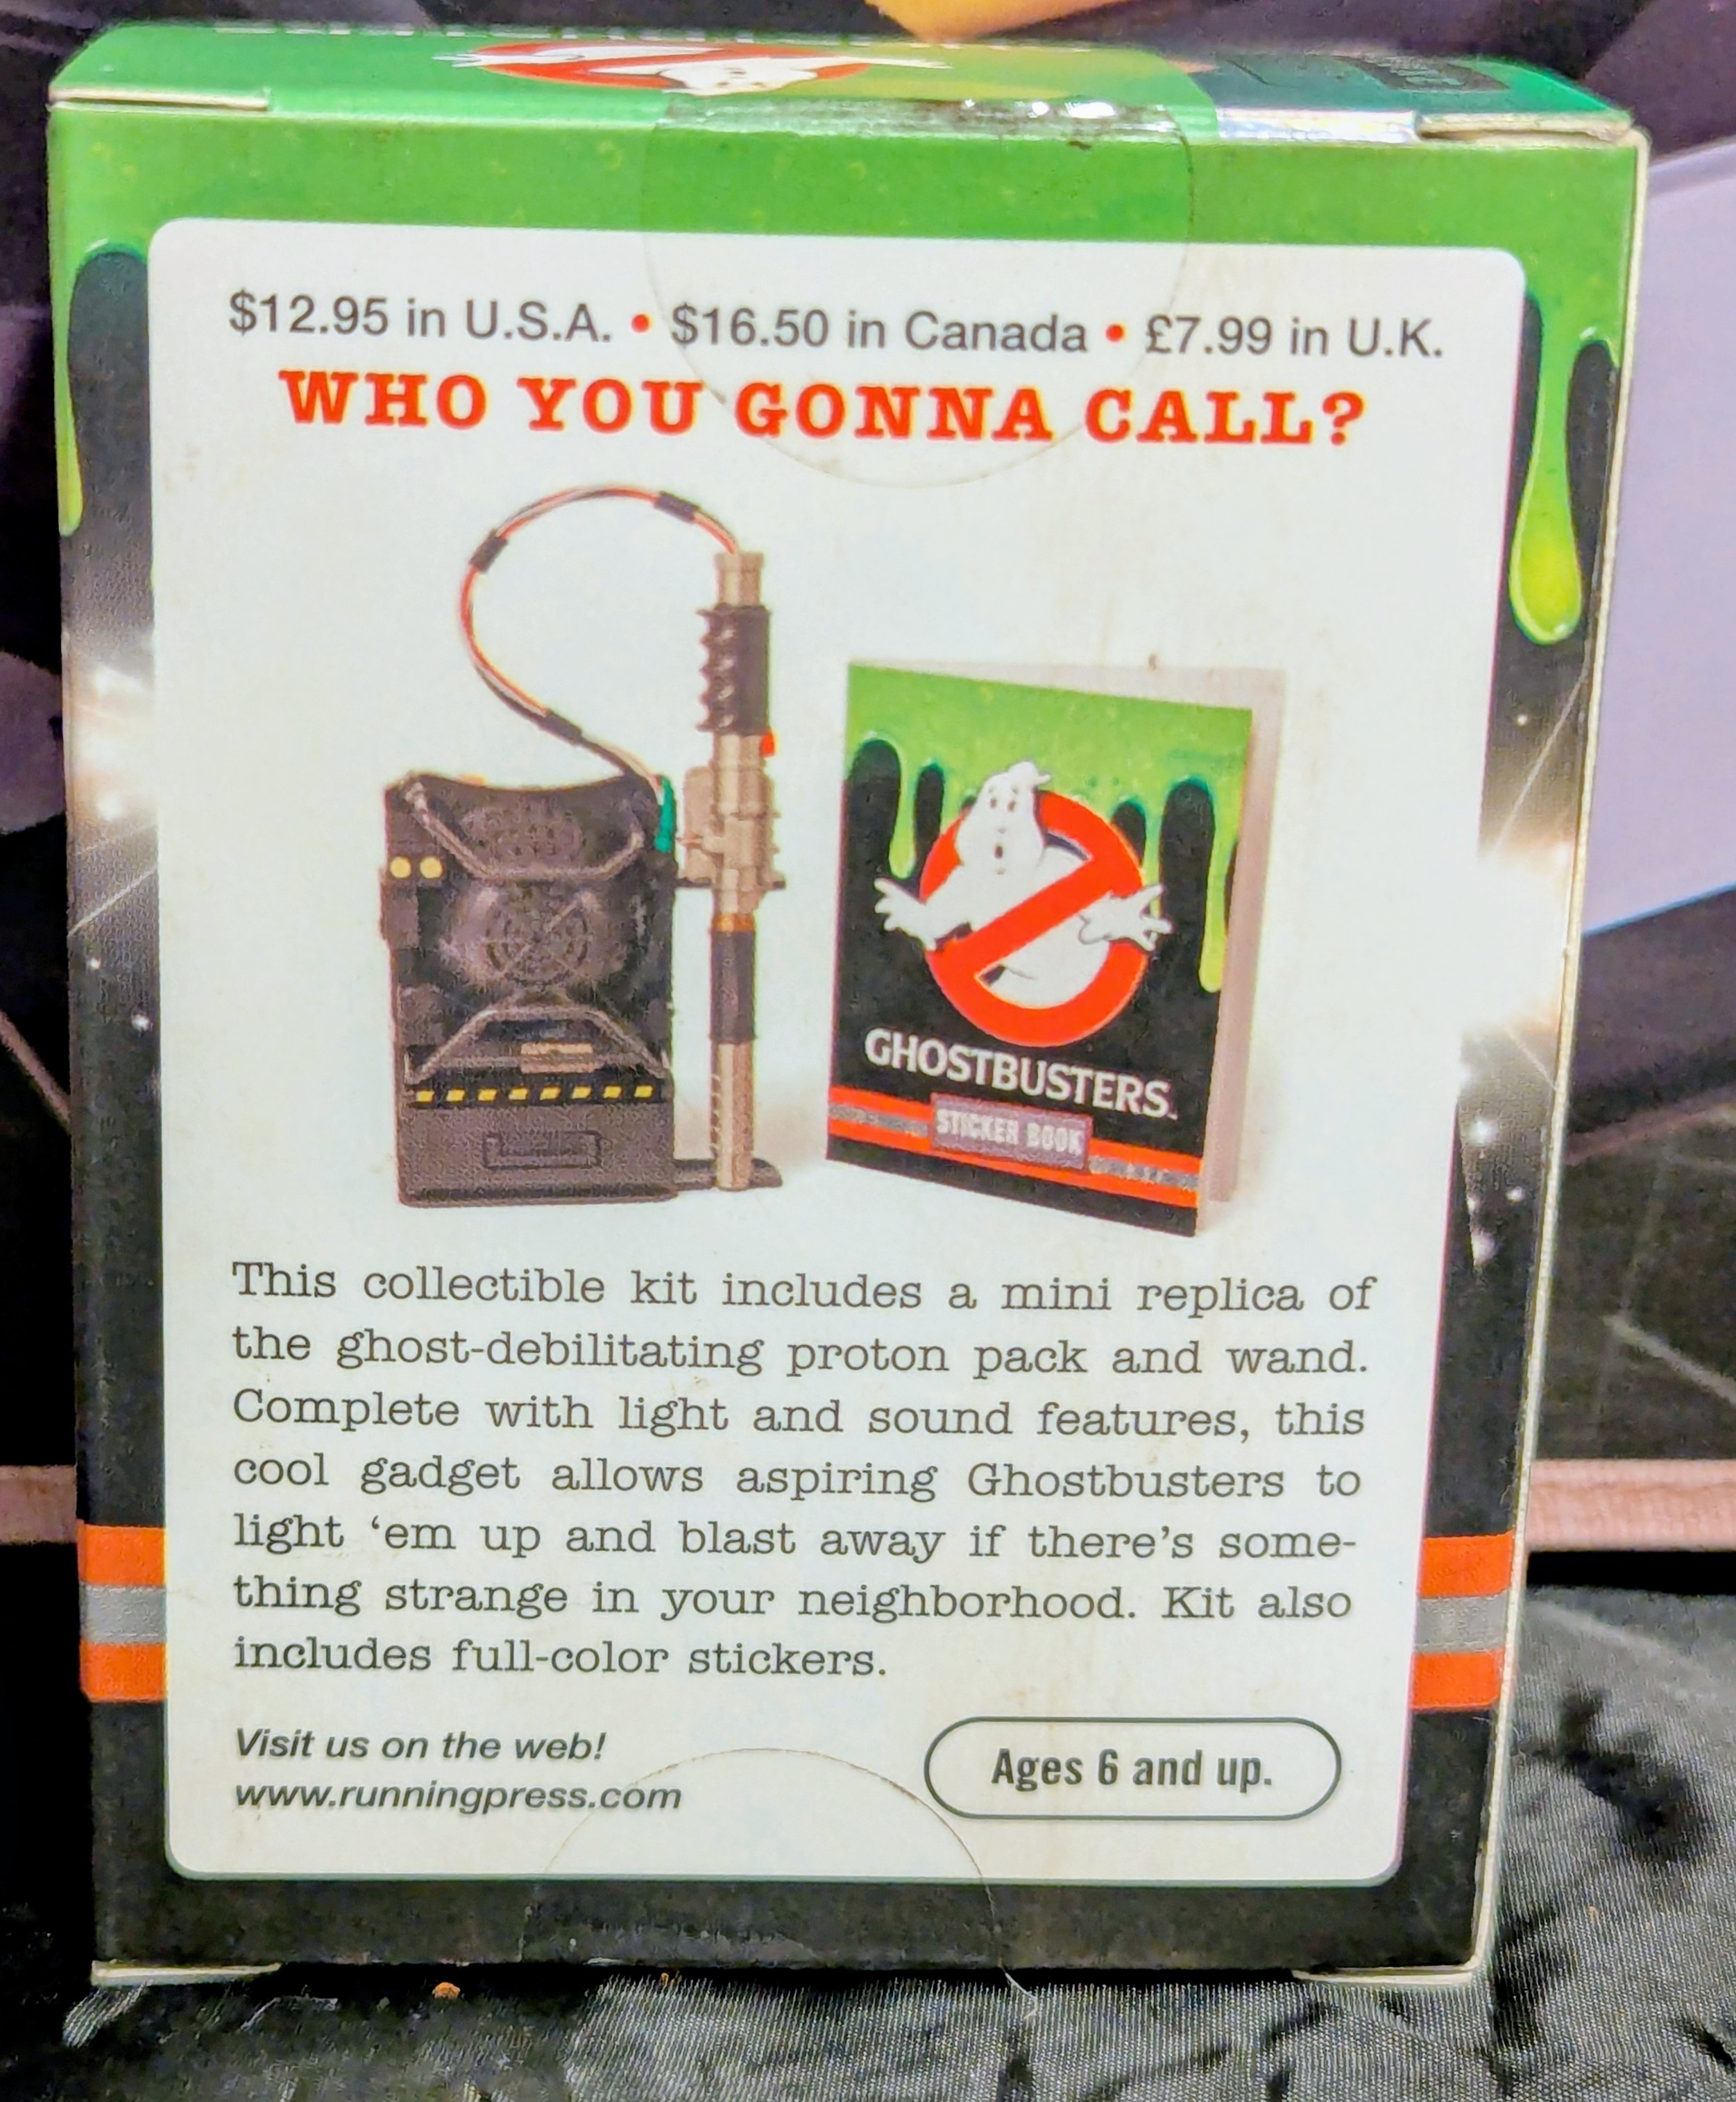 $12.95 in U.S.A. • $16.50 in Canada • £7.99 in U.K.
WHO YOU GONNA CALL?
GHOSTBUSTERS™
STICKER BOOK
This collectible kit includes a mini replica of
the ghost-debilitating proton pack and wand.
Complete with light and sound features, this
cool gadget allows aspiring Ghostbusters to
light ‘em up and blast away if there’s some-
thing strange in your neighborhood. Kit also
includes full-color stickers.
Visit us on the web!
www.runningpress.com
Ages 6 and up.